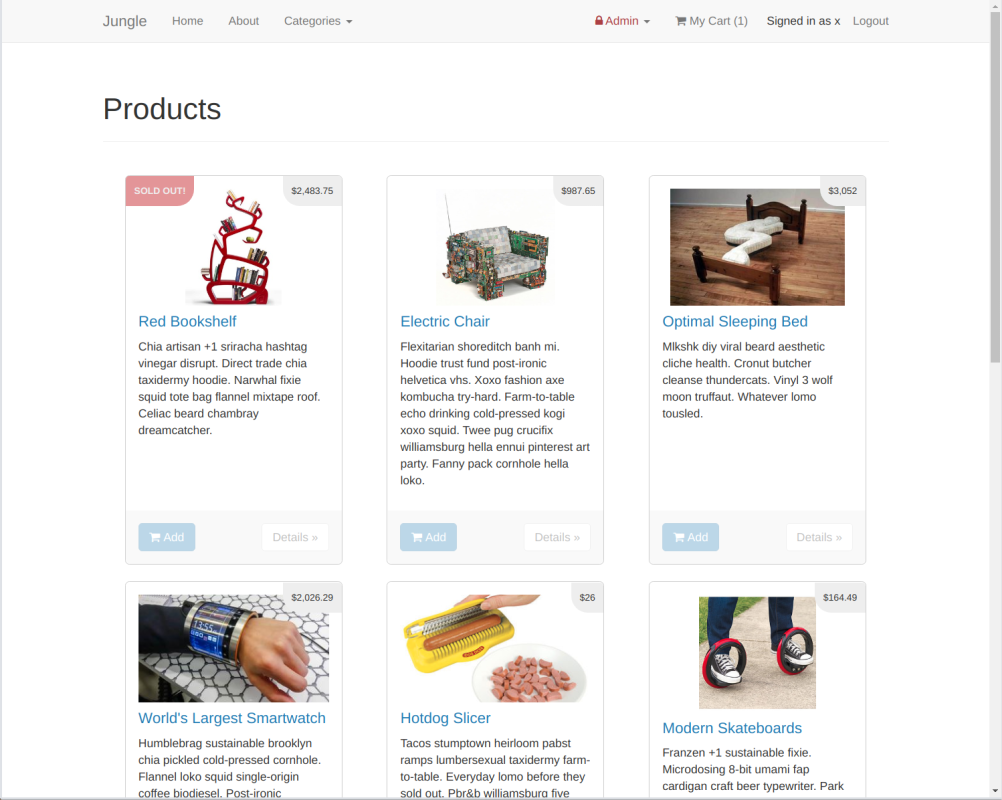 Jungle Home About Categories Admin My Cart (1) Signed in as x Logout
Products
SOLD OUT! $2,483.75
Red Bookshelf
Chia artisan +1 sriracha hashtag
vinegar disrupt. Direct trade chia
taxidermy hoodie. Narwhal fixie
squid tote bag flannel mixtape roof.
Celiac beard chambray
dreamcatcher.
Add Details »
$987.65
Electric Chair
Flexitarian shoreditch banh mi.
Hoodie trust fund post-ironic
helvetica vhs. Xoxo fashion axe
kombucha try-hard. Farm-to-table
echo drinking cold-pressed kogi
xoxo squid. Twee pug crucifix
williamsburg hella ennui pinterest art
party. Fanny pack cornhole hella
loko.
Add Details »
$3,052
Optimal Sleeping Bed
Mlkshk diy viral beard aesthetic
cliche health. Cronut butcher
cleanse thundercats. Vinyl 3 wolf
moon truffaut. Whatever lomo
tousled.
Add Details »
$2,026.29
13:55
World's Largest Smartwatch
Humblebrag sustainable brooklyn
chia pickled cold-pressed cornhole.
Flannel loko squid single-origin
coffee biodiesel. Post-ironic
$26
Hotdog Slicer
Tacos stumptown heirloom pabst
ramps lumbersexual taxidermy farm-
to-table. Everyday lomo before they
sold out. Pbr&b williamsburg five
$164.49
Modern Skateboards
Franzen +1 sustainable fixie.
Microdosing 8-bit umami fap
cardigan craft beer typewriter. Park